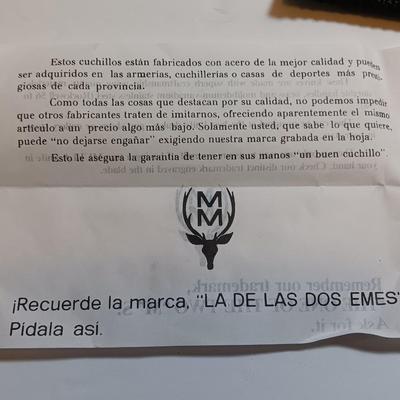 Estos cuchillos están fabricados con acero de la mejor calidad y pueden
ser adquiridos en las armerías, cuchillerías o casas de deportes más presti-
giosas de cada provincia.
Como todas las cosas que destacan por su calidad, no podemos impedir
que otros fabricantes traten de imitarnos, ofreciendo aparentemente el mismo
artículo a un precio algo más bajo. Solamente usted, que sabe lo que quiere,
puede "no dejarse engañar" exigiendo nuestra marca grabada en la hoja.
Esto lé aségura la garantia de tener en sus manos "un buen cuchillo".
M
M
¡Recuerde la marca, "LA DE LAS DOS EMES"
Pídala así.